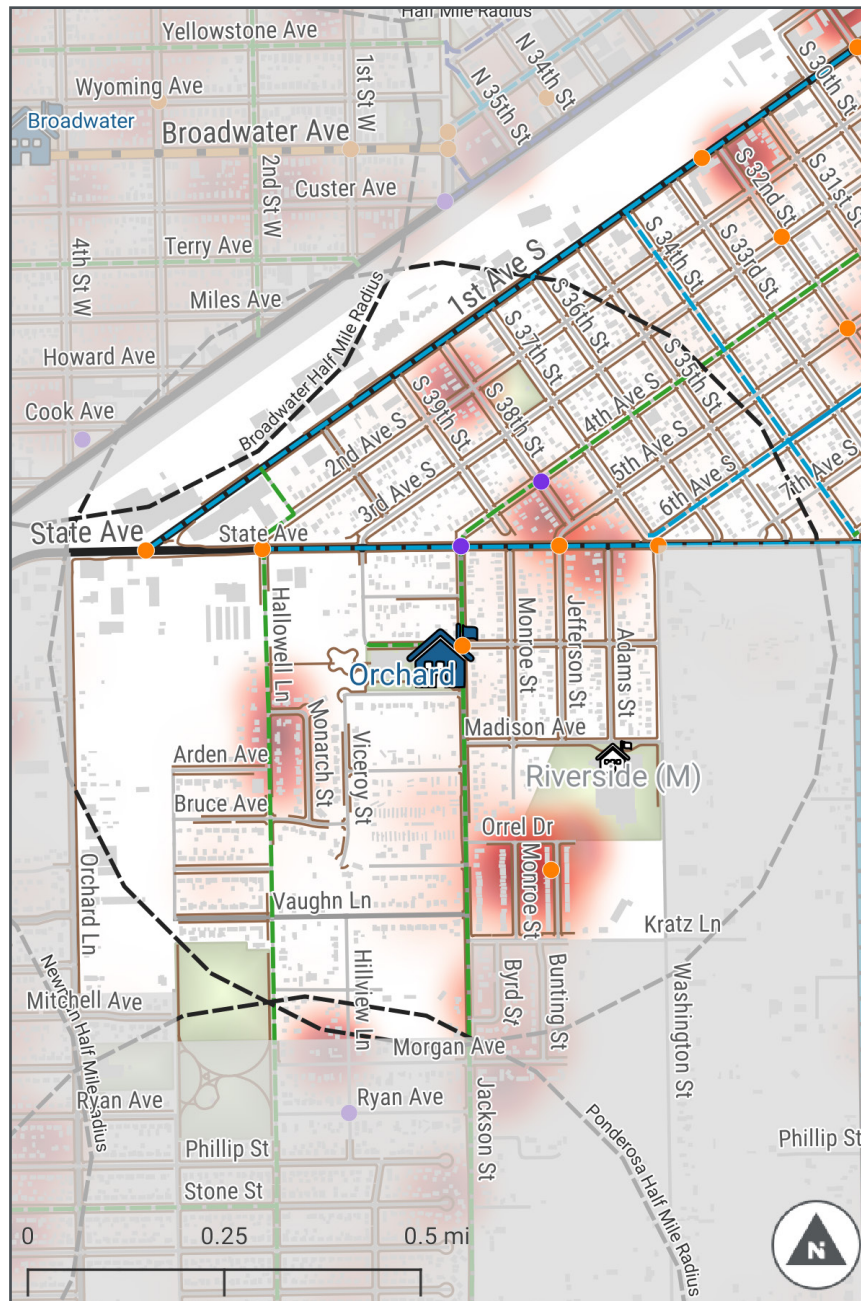 Half Mile Radius
Yellowstone Ave
N 34th St
N 35th St
1st St W
Wyoming Ave
Broadwater
Broadwater Ave
2nd St W
Custer Ave
4th St W
Terry Ave
Miles Ave
Howard Ave
Cook Ave
Broadwater Half Mile Radius
1st Ave S
S 30th St
S 31st St
S 32nd St
S 33rd St
S 34th St
S 35th St
S 36th St
S 37th St
S 38th St
S 39th St
2nd Ave S
3rd Ave S
4th Ave S
5th Ave S
6th Ave S
7th Ave S
State Ave
State Ave
Hallowell Ln
Monroe St
Jefferson St
Adams St
Orchard
Monarch St
Viceroy St
Madison Ave
Arden Ave
Riverside (M)
Bruce Ave
Orrel Dr
Monroe St
Orchard Ln
Vaughn Ln
Kratz Ln
Hillview Ln
Byrd St
Bunting St
Washington St
Newman Half Mile Radius
Mitchell Ave
Morgan Ave
Ryan Ave
Ryan Ave
Jackson St
Ponderosa Half Mile Radius
Phillip St
Phillip St
Stone St
0 0.25 0.5 mi
N